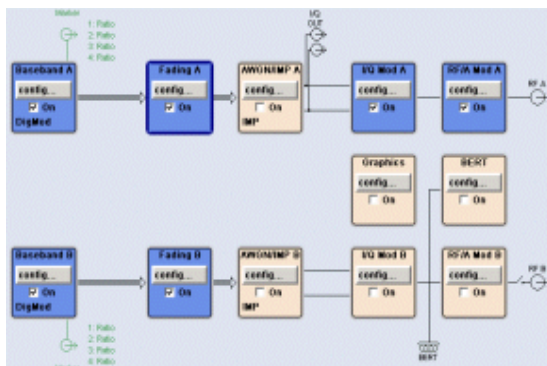 Marker
1: Ratio
2: Ratio
3: Ratio
4: Ratio
I/Q
OUT
Baseband A
config...
On
DigMod
Fading A
config...
On
AWGN/IMP A
config...
On
IMP
I/Q Mod A
config...
On
RF/A Mod A
config...
On
RF A
Graphics
config...
On
BERT
config...
On
Baseband B
config...
On
DigMod
Fading B
config...
On
AWGN/IMP B
config...
On
IMP
I/Q Mod B
config...
On
RF/A Mod B
config...
On
RF B
1: Ratio
2: Ratio
3: Ratio
4: Ratio
BERT